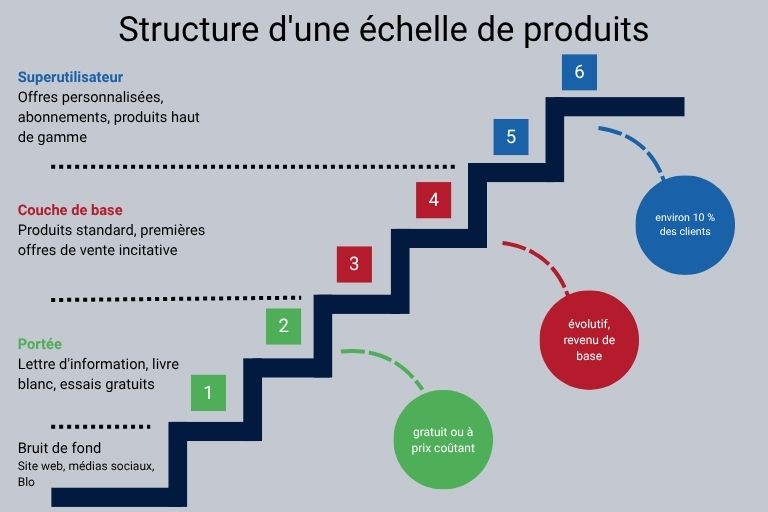 Structure d'une échelle de produits
6
Superutilisateur
Offres personnalisées,
abonnements, produits haut
de gamme
5
4
Couche de base
Produits standard, premières
offres de vente incitative
environ 10 %
des clients
3
2
évolutif,
revenu de
base
Portée
Lettre d'information, livre
blanc, essais gratuits
1
gratuit ou à
prix coûtant
Bruit de fond
Site web, médias sociaux,
Blo